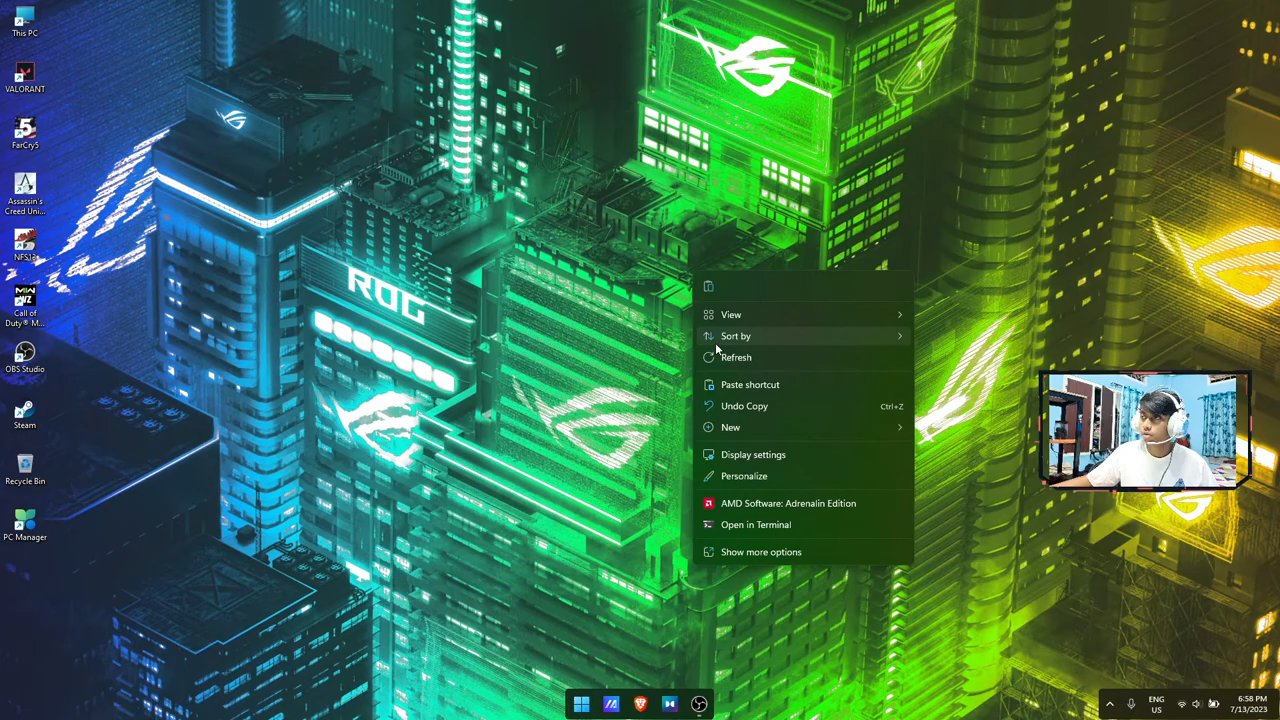 This PC
VALORANT
FarCry5
Assassin's
Creed Uni...
NFS13
Call of
Duty® M...
OBS Studio
Steam
Recycle Bin
PC Manager
ROG
View
Sort by
Refresh
Paste shortcut
Undo Copy Ctrl+Z
New
Display settings
Personalize
AMD Software: Adrenalin Edition
Open in Terminal
Show more options
ENG
US
6:58 PM
7/13/2023